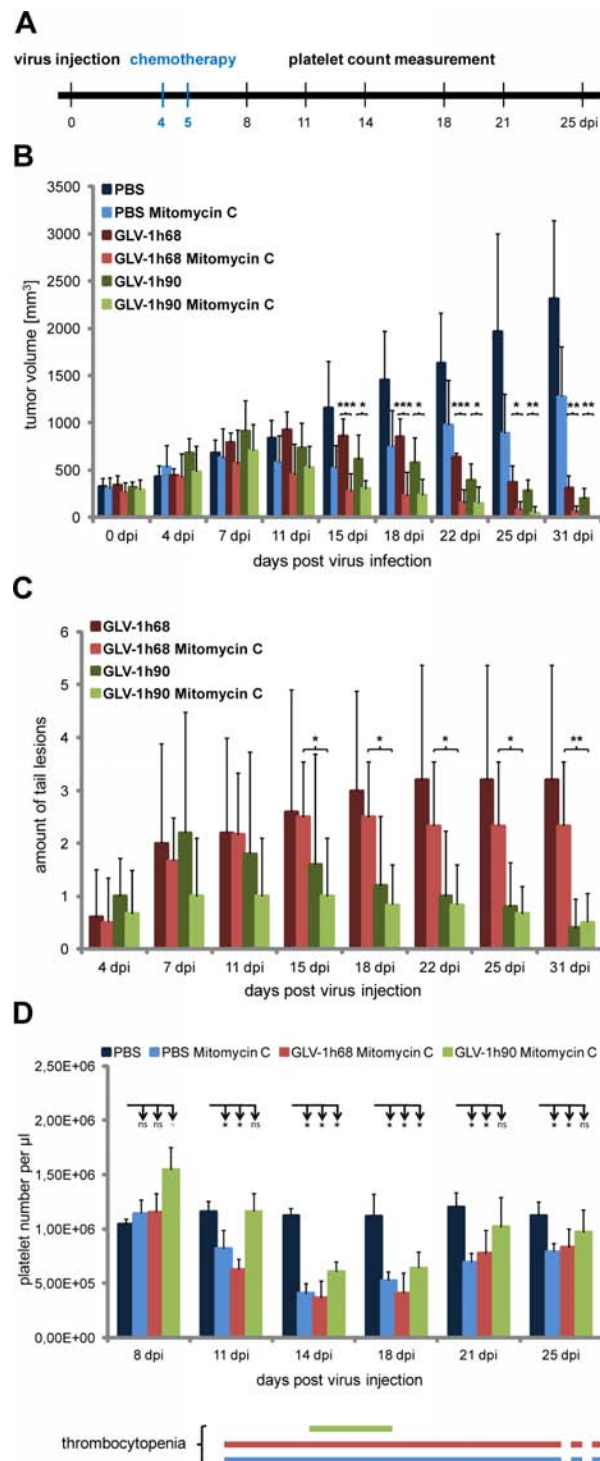 A
virus injection chemotherapy platelet count measurement
0 4 5 8 11 14 18 21 25 dpi
B
3500
3000
2500
2000
1500
1000
500
0
tumor volume [mm³]
PBS
PBS Mitomycin C
GLV-1h68
GLV-1h68 Mitomycin C
GLV-1h90
GLV-1h90 Mitomycin C
*** * *** * *** * * ** ** **
0 dpi 4 dpi 7 dpi 11 dpi 15 dpi 18 dpi 22 dpi 25 dpi 31 dpi
days post virus infection
C
6
5
4
3
2
1
0
amount of tail lesions
GLV-1h68
GLV-1h68 Mitomycin C
GLV-1h90
GLV-1h90 Mitomycin C
* * * * **
4 dpi 7 dpi 11 dpi 15 dpi 18 dpi 22 dpi 25 dpi 31 dpi
days post virus injection
D
PBS PBS Mitomycin C GLV-1h68 Mitomycin C GLV-1h90 Mitomycin C
2,50E+06
2,00E+06
1,50E+06
1,00E+06
5,00E+05
0,00E+00
platelet number per µl
ns ns * * ns * * * * * * * * ns * * ns
8 dpi 11 dpi 14 dpi 18 dpi 21 dpi 25 dpi
days post virus injection
thrombocytopenia